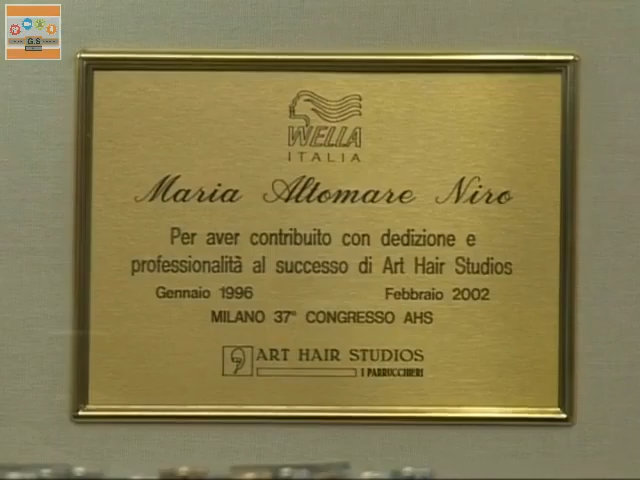 WELLA
ITALIA
Maria Altomare Niro
Per aver contribuito con dedizione e
professionalità al successo di Art Hair Studios
Gennaio 1996 Febbraio 2002
MILANO 37° CONGRESSO AHS
ART HAIR STUDIOS
I PARRUCCHIERI
G.S